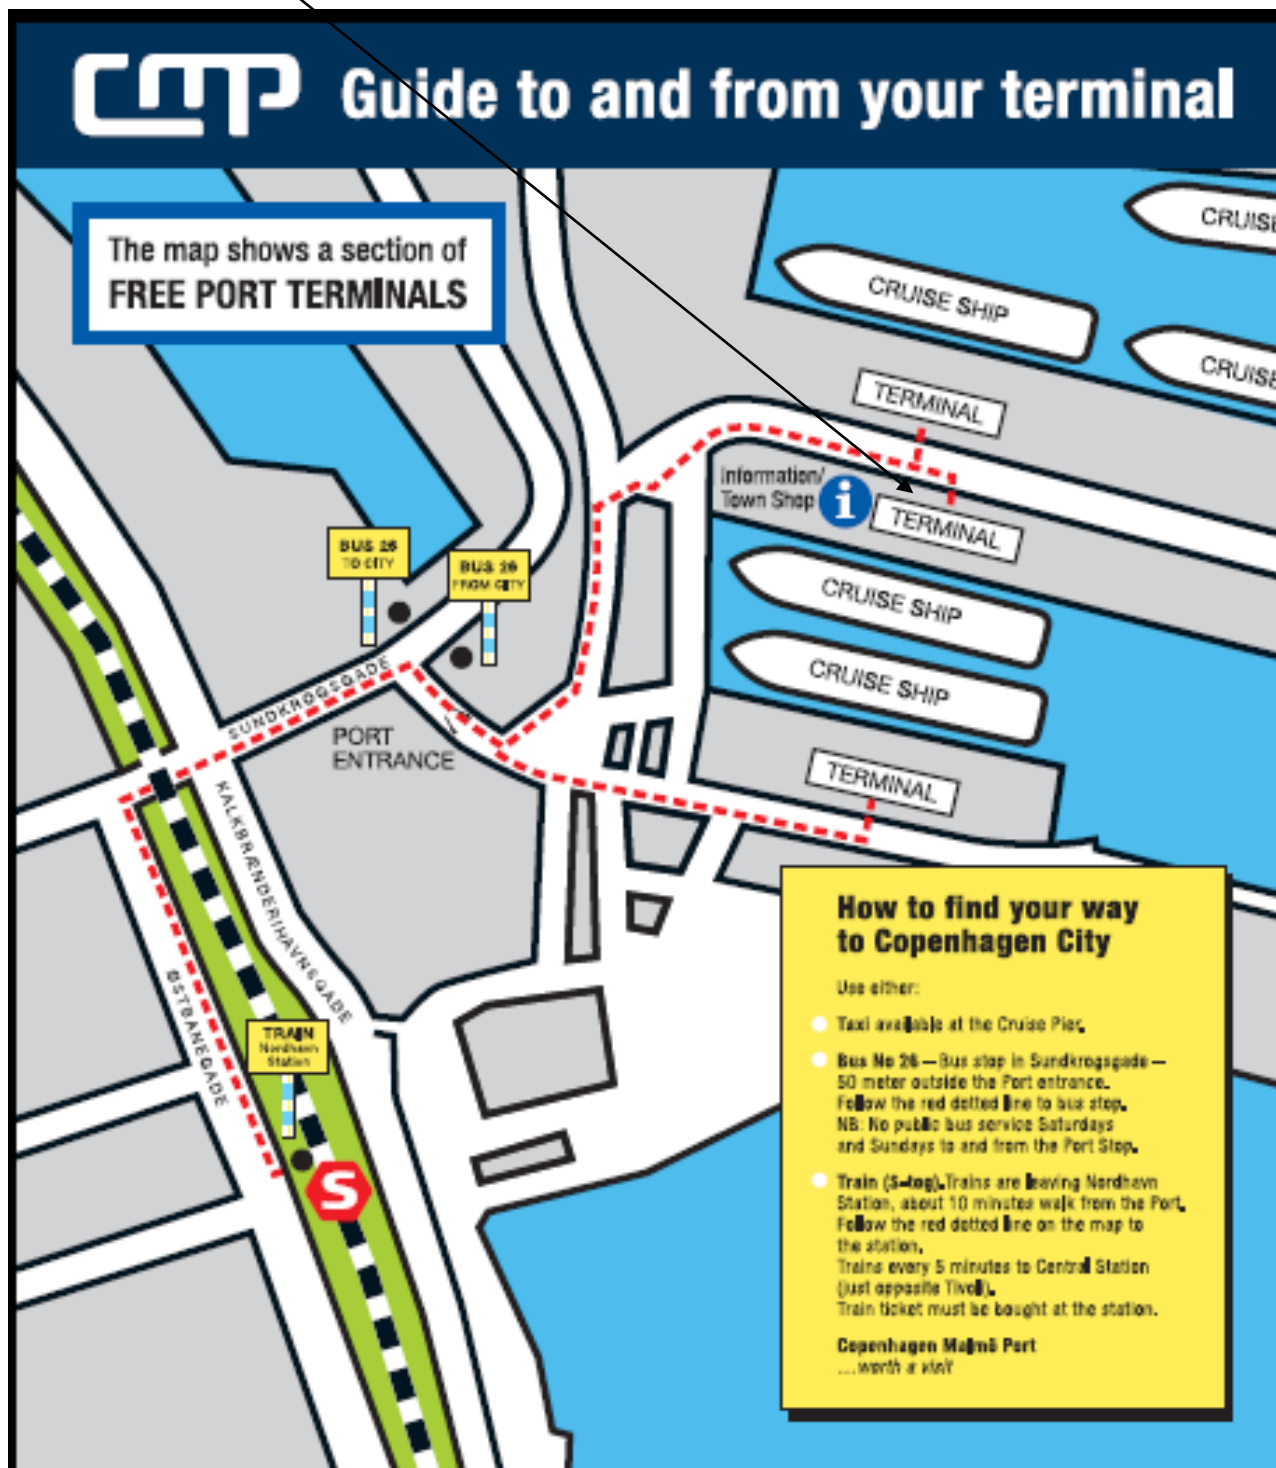 cmp Guide to and from your terminal
The map shows a section of
FREE PORT TERMINALS
CRUISE
CRUISE SHIP
CRUISE
TERMINAL
Information/
Town Shop
i
TERMINAL
BUS 26
TO CITY
BUS 26
FROM CITY
CRUISE SHIP
CRUISE SHIP
SUNDKROGSGADE
PORT
ENTRANCE
TERMINAL
KALKBRÆNDERIHAVNSGADE
ØSTBANEGADE
TRAIN
Nordhavn
Station
S
How to find your way
to Copenhagen City
Use either:
Taxi available at the Cruise Pier.
Bus No 26 – Bus stop in Sundkrogsgade –
50 meter outside the Port entrance.
Follow the red dotted line to bus stop.
NB: No public bus service Saturdays
and Sundays to and from the Port Stop.
Train (S-tog). Trains are leaving Nordhavn
Station, about 10 minutes walk from the Port.
Follow the red dotted line on the map to
the station.
Trains every 5 minutes to Central Station
(just opposite Tivoli).
Train ticket must be bought at the station.
Copenhagen Malmö Port
...worth a visit